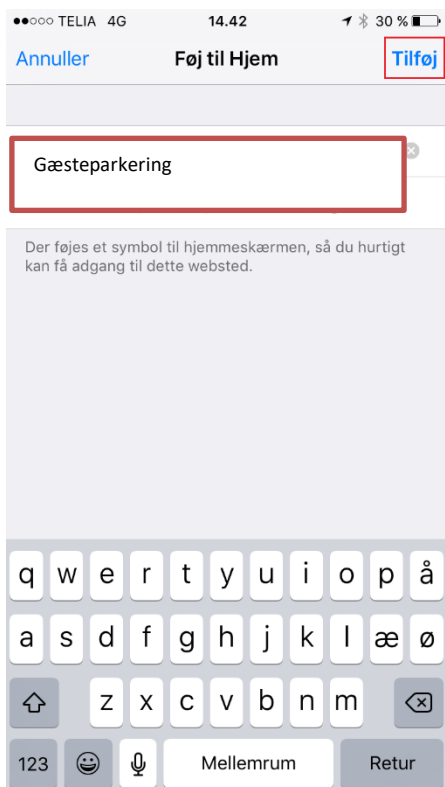 ●●○○○ TELIA 4G 14.42 30 %
Annuller Føj til Hjem Tilføj
Gæsteparkering
Der føjes et symbol til hjemmeskærmen, så du hurtigt
kan få adgang til dette websted.
q w e r t y u i o p å
a s d f g h j k l æ ø
z x c v b n m
123 Mellemrum Retur